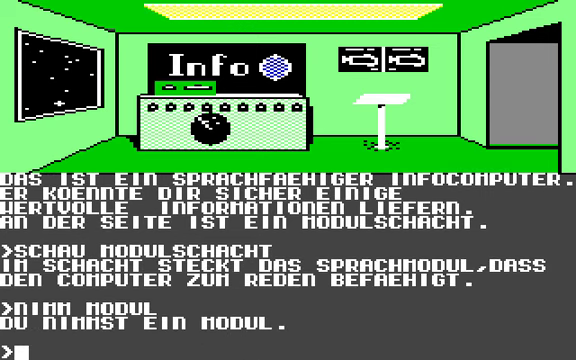 Info
DAS IST EIN SPRACHFAEHIGER INFOCOMPUTER.
ER KOENNTE DIR SICHER EINIGE
WERTVOLLE INFORMATIONEN LIEFERN.
AN DER SEITE IST EIN MODULSCHACHT.
>SCHAU MODULSCHACHT
IM SCHACHT STECKT DAS SPRACHMODUL,DASS
DEN COMPUTER ZUM REDEN BEFAEHIGT.
>NIMM MODUL
DU NIMMST EIN MODUL.
>